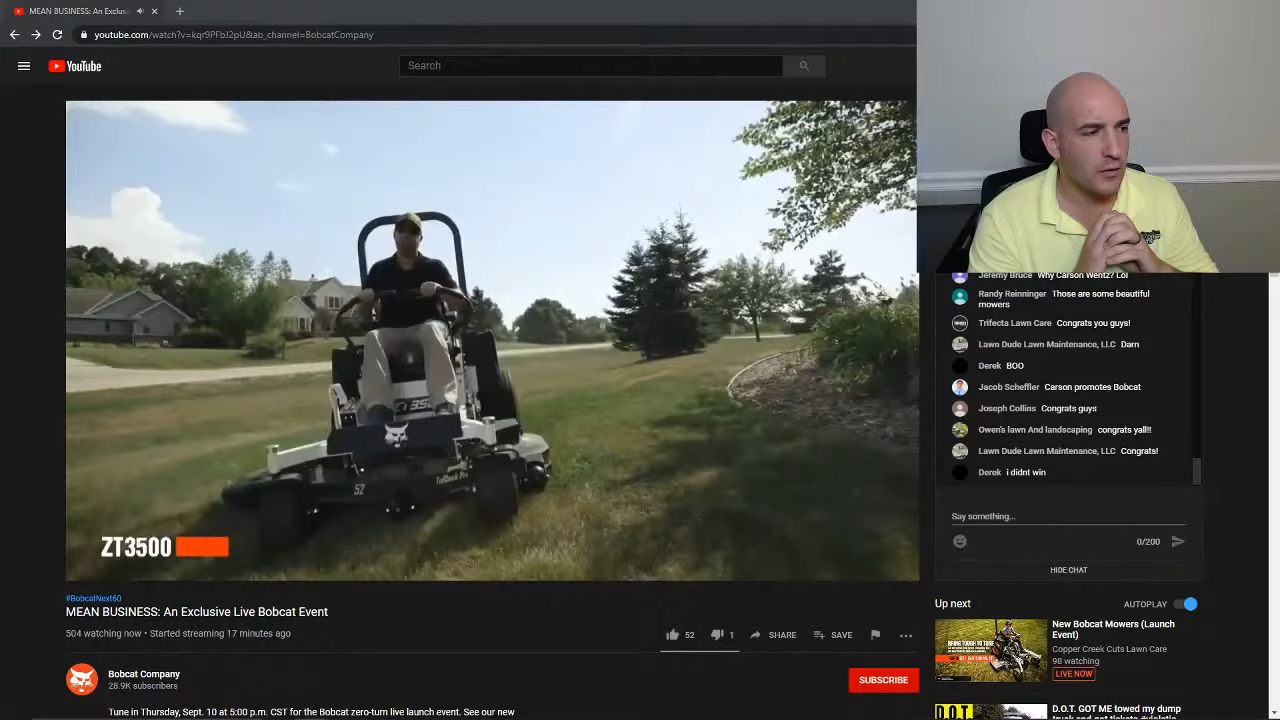 MEAN BUSINESS: An Exclusi
youtube.com/watch?v=kqr9PFbJ2pU&ab_channel=BobcatCompany
YouTube
Search
52
ZT3500
#BobcatNext60
MEAN BUSINESS: An Exclusive Live Bobcat Event
504 watching now • Started streaming 17 minutes ago
52
1
SHARE
SAVE
Bobcat Company
28.9K subscribers
SUBSCRIBE
Tune in Thursday, Sept. 10 at 5:00 p.m. CST for the Bobcat zero-turn live launch event. See our new
Jeremy Bruce Why Carson Wentz? Lol
Randy Reinninger Those are some beautiful
mowers
Trifecta Lawn Care Congrats you guys!
Lawn Dude Lawn Maintenance, LLC Darn
Derek BOO
Jacob Scheffler Carson promotes Bobcat
Joseph Collins Congrats guys
Owen's lawn And landscaping congrats yall!!
Lawn Dude Lawn Maintenance, LLC Congrats!
Derek i didnt win
Say something...
0/200
HIDE CHAT
Up next
AUTOPLAY
New Bobcat Mowers (Launch
Event)
Copper Creek Cuts Lawn Care
98 watching
LIVE NOW
D.O.T. GOT ME towed my dump